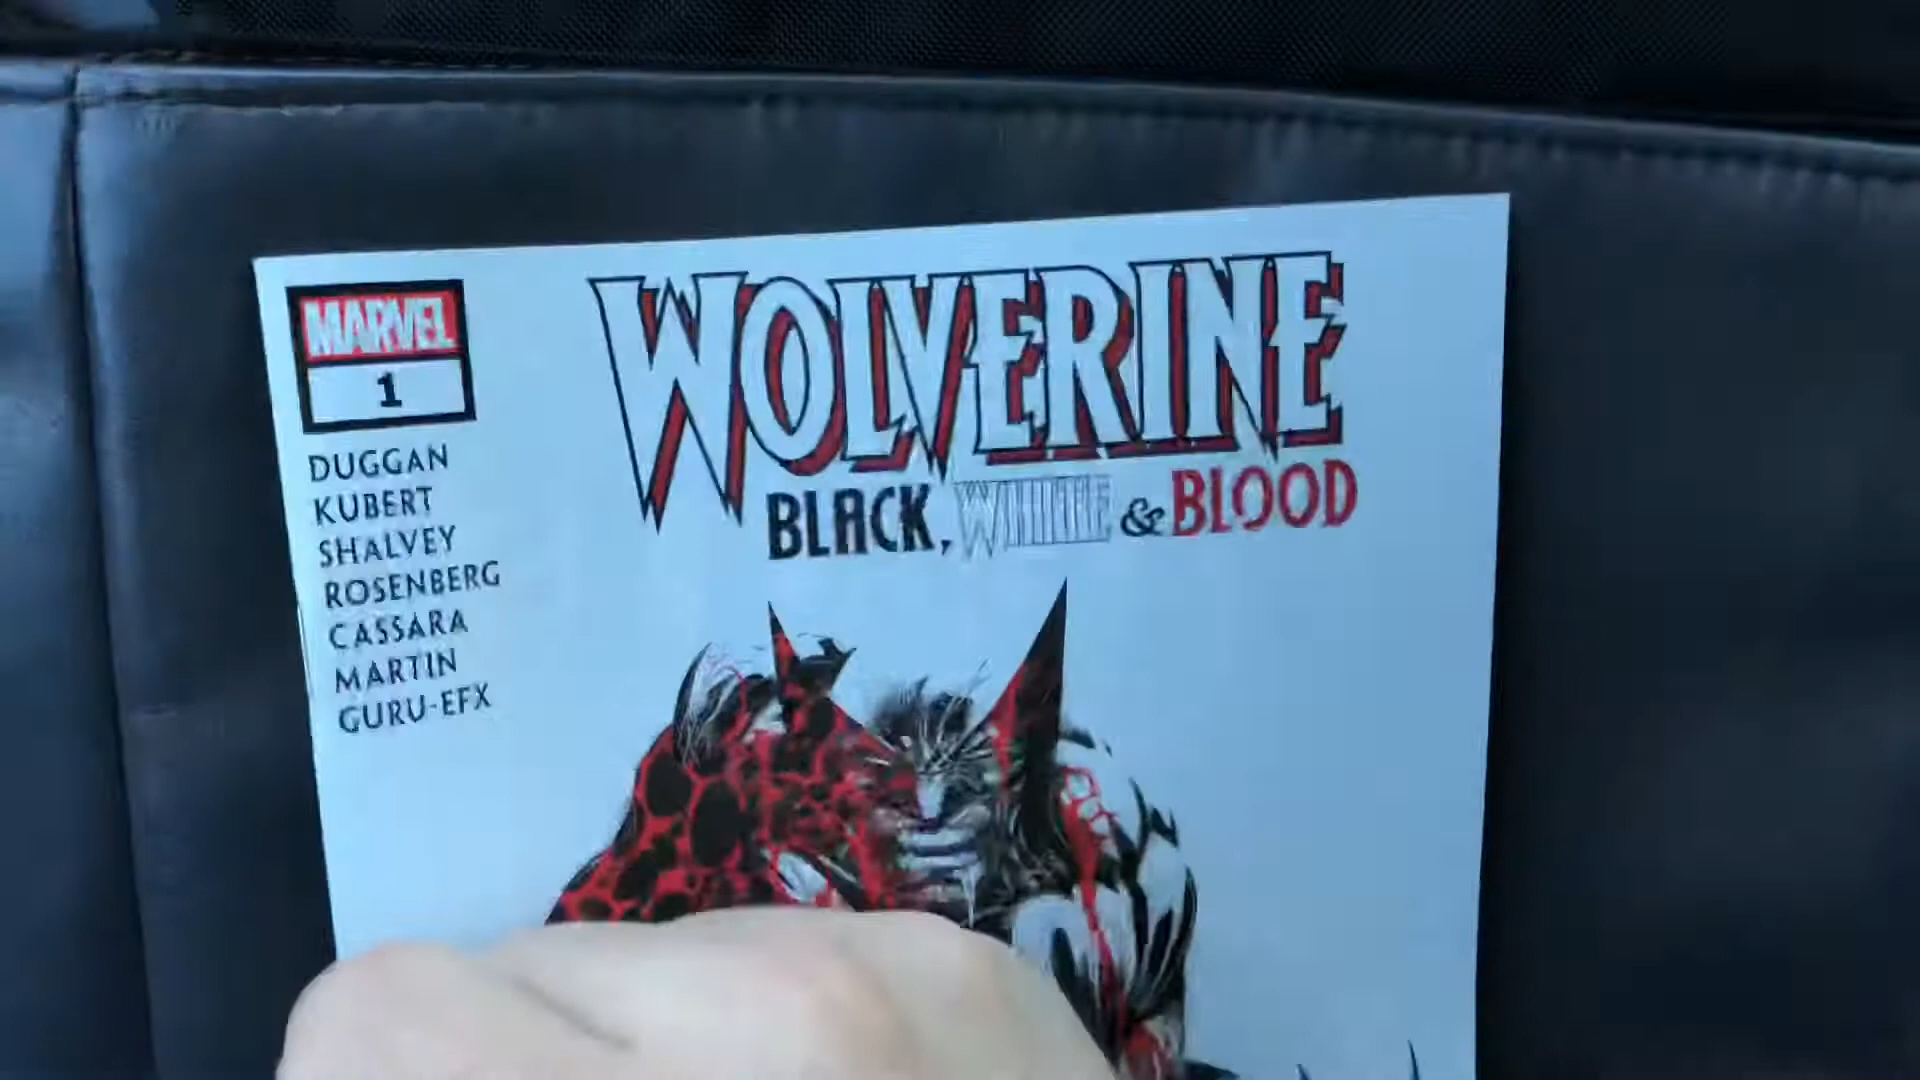 MARVEL
1
DUGGAN
KUBERT
SHALVEY
ROSENBERG
CASSARA
MARTIN
GURU-EFX
WOLVERINE
BLACK, WHITE & BLOOD